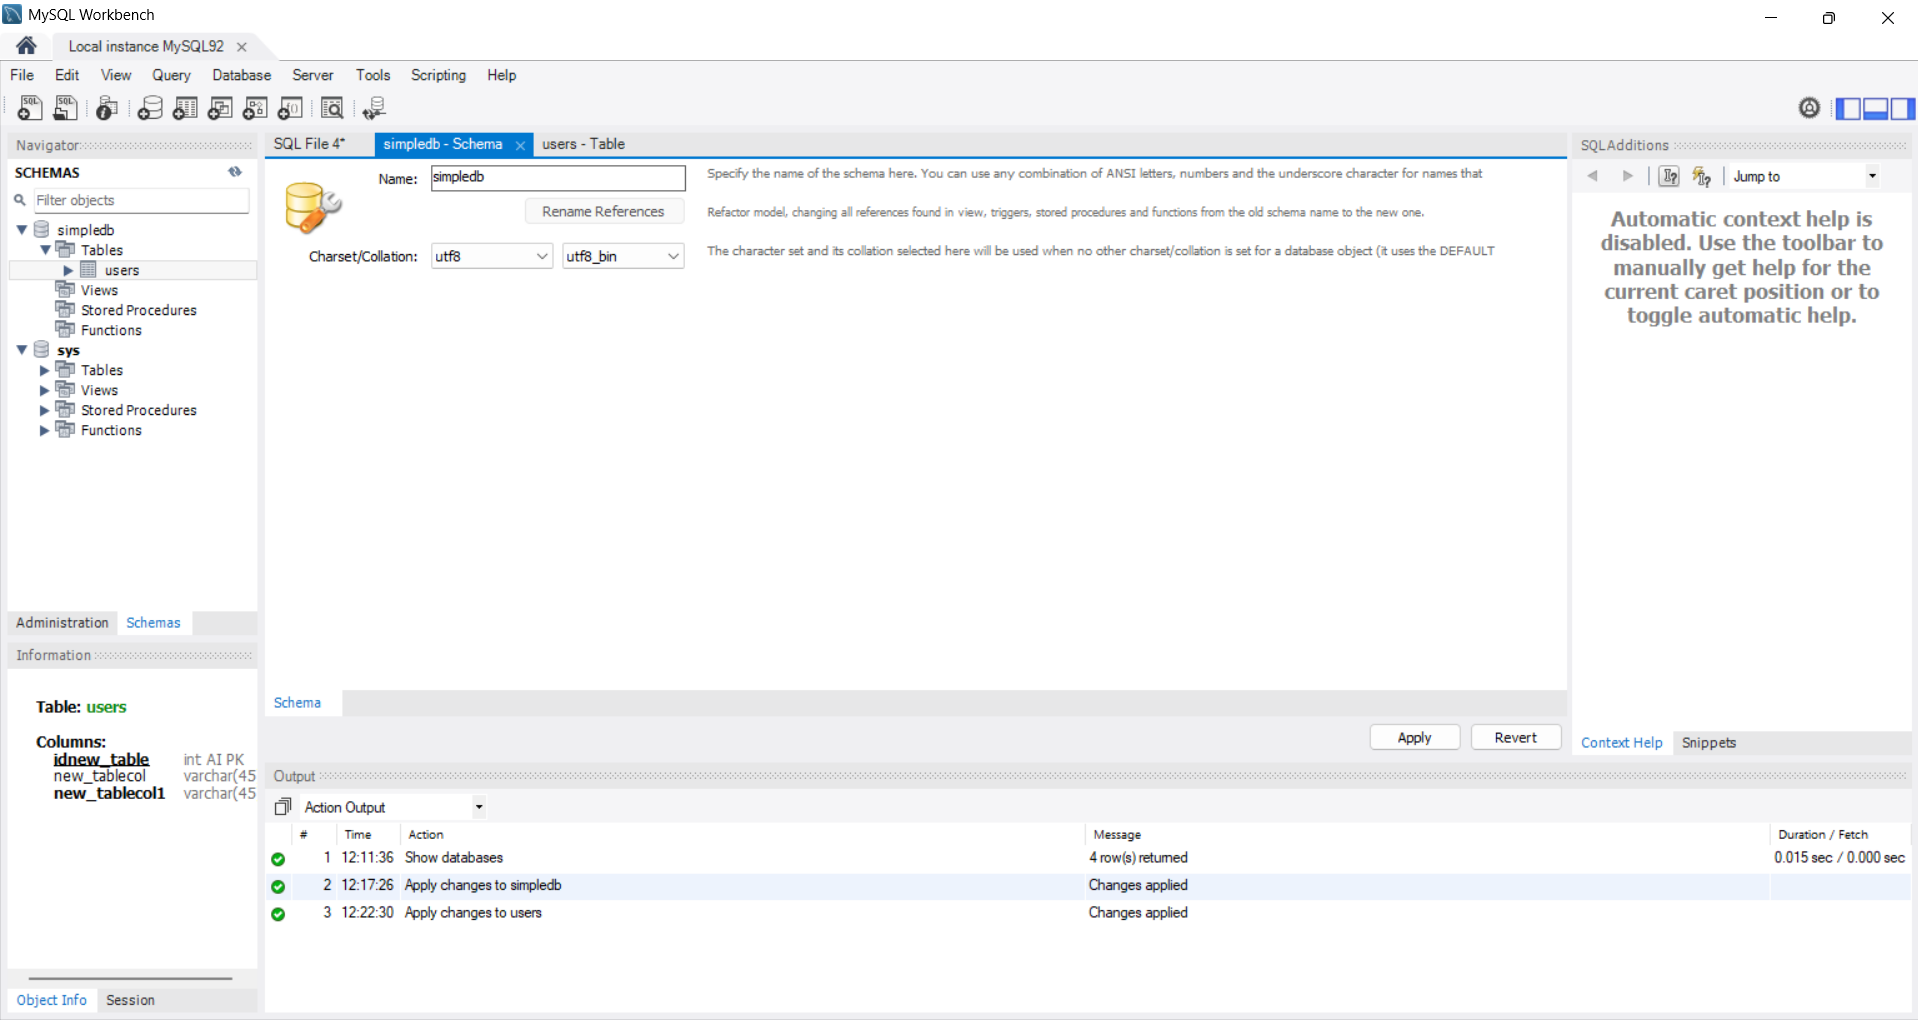 MySQL Workbench
Local instance MySQL92
File Edit View Query Database Server Tools Scripting Help
Navigator
SCHEMAS
Filter objects
simpledb
Tables
users
Views
Stored Procedures
Functions
sys
Tables
Views
Stored Procedures
Functions
Administration Schemas
Information
Table: users
Columns:
idnew_table int AI PK
new_tablecol varchar(45
new_tablecol1 varchar(45
Object Info Session
SQL File 4* simpledb - Schema users - Table
Name: simpledb Specify the name of the schema here. You can use any combination of ANSI letters, numbers and the underscore character for names that
Rename References Refactor model, changing all references found in view, triggers, stored procedures and functions from the old schema name to the new one.
Charset/Collation: utf8 utf8_bin The character set and its collation selected here will be used when no other charset/collation is set for a database object (it uses the DEFAULT
Schema
Apply Revert
SQLAdditions
Jump to
Automatic context help is
disabled. Use the toolbar to
manually get help for the
current caret position or to
toggle automatic help.
Context Help Snippets
Output
Action Output
# Time Action Message Duration / Fetch
1 12:11:36 Show databases 4 row(s) returned 0.015 sec / 0.000 sec
2 12:17:26 Apply changes to simpledb Changes applied
3 12:22:30 Apply changes to users Changes applied